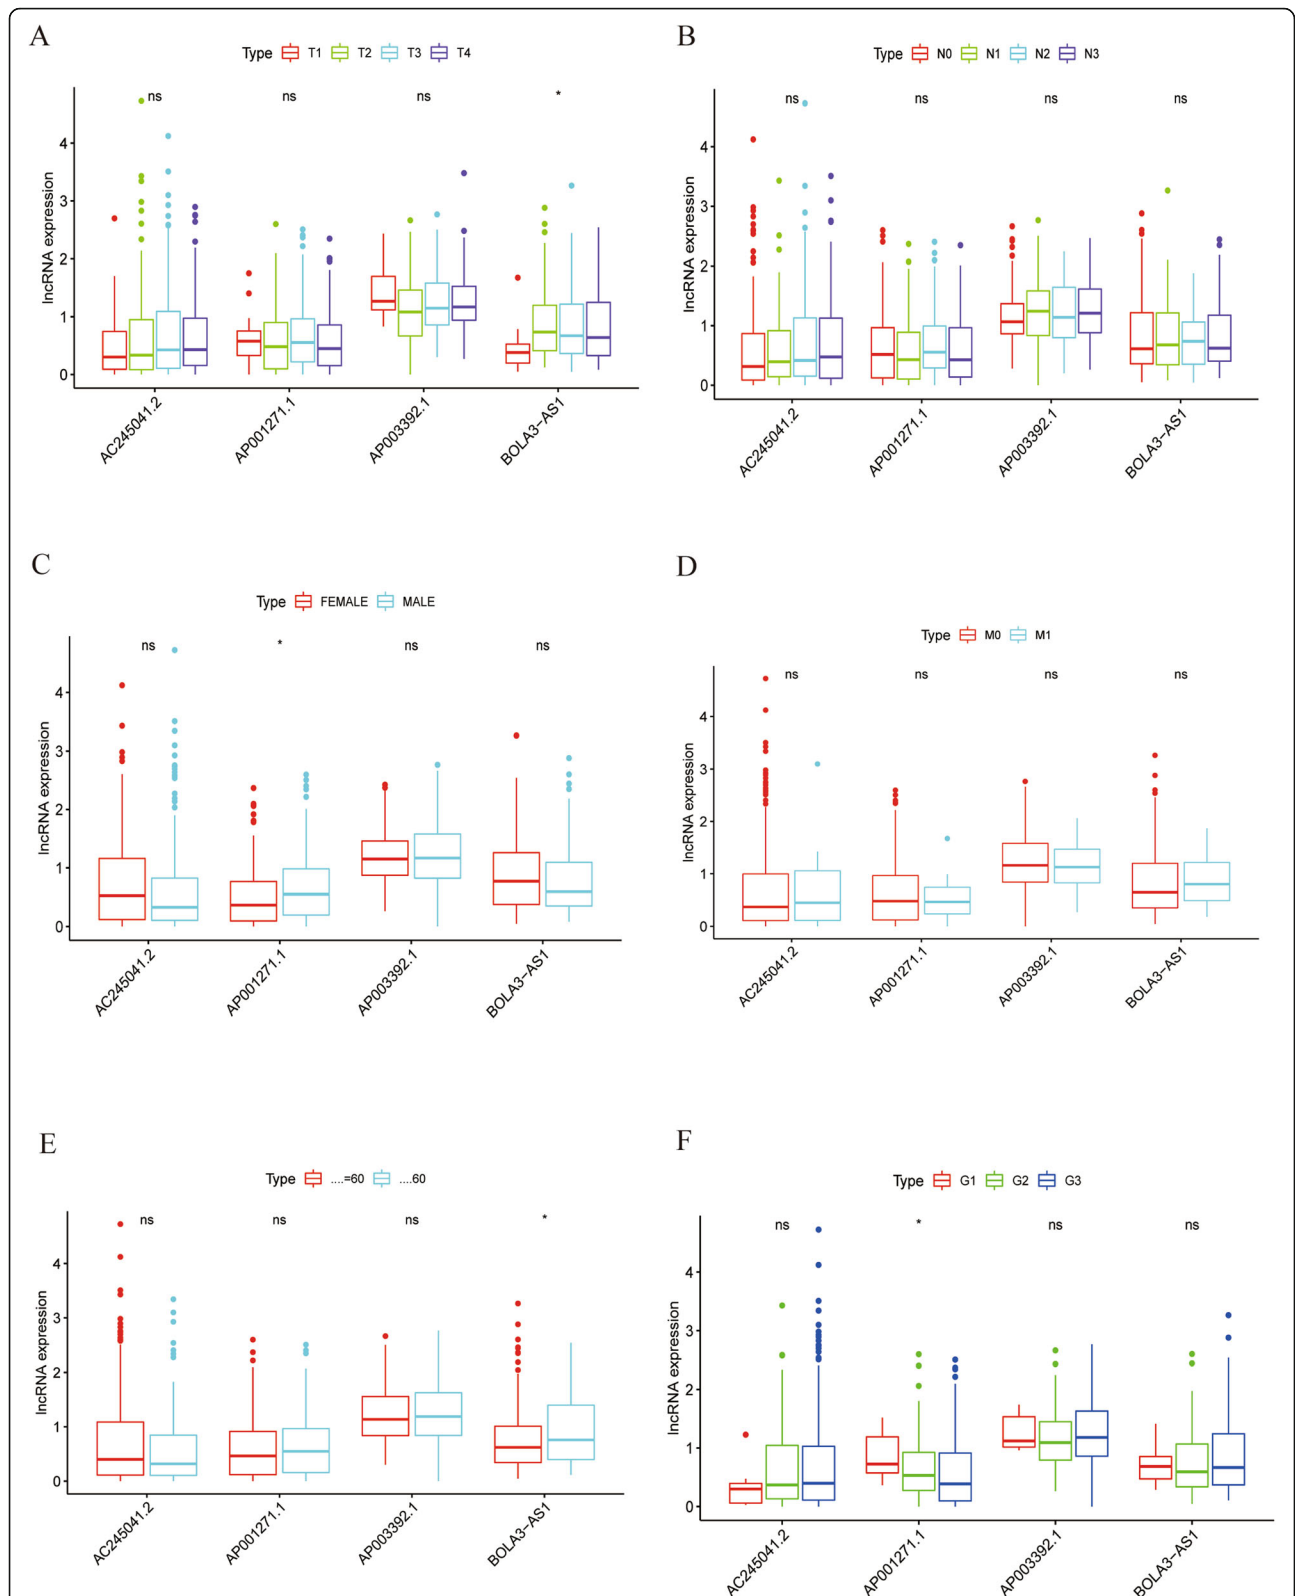 A
Type T1 T2 T3 T4
ns ns ns *
4
3
2
1
0
lncRNA expression
AC245041.2
AP001271.1
AP003392.1
BOLA3-AS1
B
Type N0 N1 N2 N3
ns ns ns ns
4
3
2
1
0
lncRNA expression
AC245041.2
AP001271.1
AP003392.1
BOLA3-AS1
C
Type FEMALE MALE
ns * ns ns
4
3
2
1
0
lncRNA expression
AC245041.2
AP001271.1
AP003392.1
BOLA3-AS1
D
Type M0 M1
ns ns ns ns
4
3
2
1
0
lncRNA expression
AC245041.2
AP001271.1
AP003392.1
BOLA3-AS1
E
Type ....=60 ....60
ns ns ns *
4
3
2
1
0
lncRNA expression
AC245041.2
AP001271.1
AP003392.1
BOLA3-AS1
F
Type G1 G2 G3
ns * ns ns
4
3
2
1
0
lncRNA expression
AC245041.2
AP001271.1
AP003392.1
BOLA3-AS1